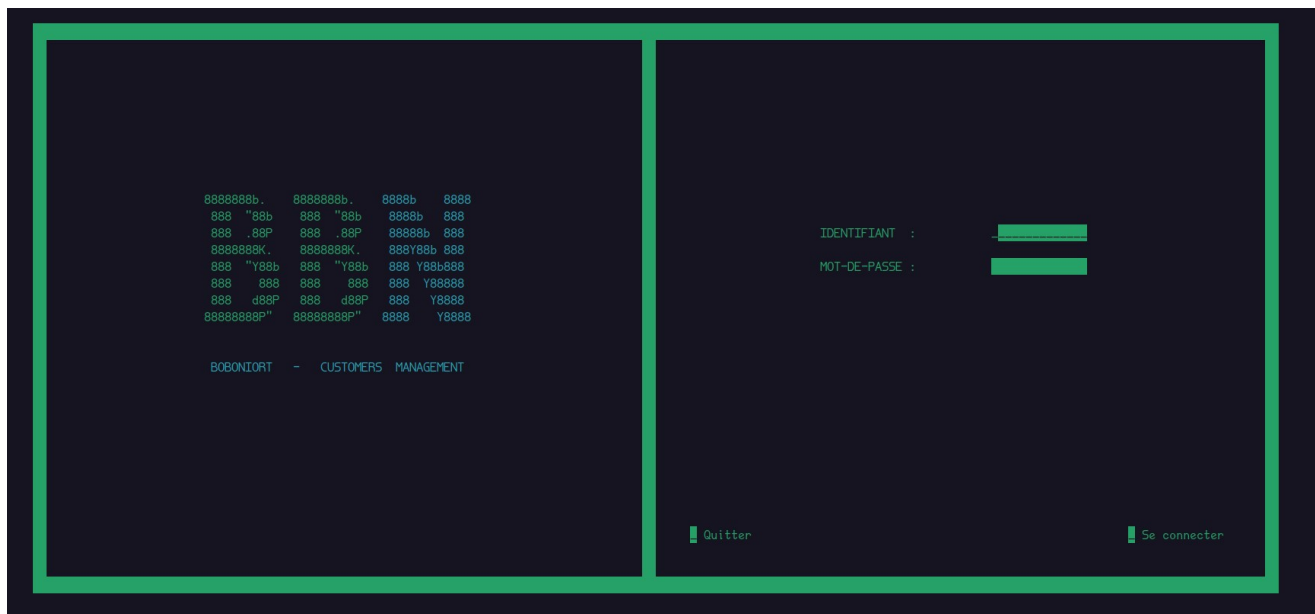 8888888b.    8888888b.    8888b    8888
 888  "88b   888  "88b    8888b   888
 888  .88P   888  .88P    88888b  888
 8888888K.   8888888K.    888Y88b 888
 888  "Y88b  888  "Y88b   888 Y88b888
 888    888  888    888   888  Y88888
 888   d88P  888   d88P   888   Y8888
88888888P"   88888888P"   8888    Y8888
BOBONIORT   -   CUSTOMERS  MANAGEMENT
IDENTIFIANT  :
MOT-DE-PASSE :
Quitter
Se connecter